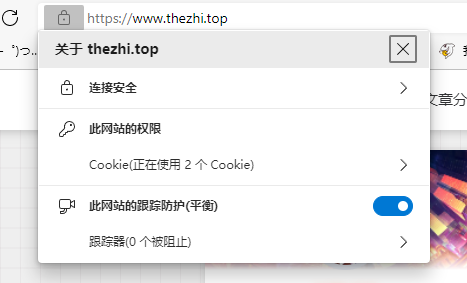 https://www.thezhi.top
关于 thezhi.top
连接安全
此网站的权限
Cookie(正在使用 2 个 Cookie)
此网站的跟踪防护(平衡)
跟踪器(0 个被阻止)
文章分